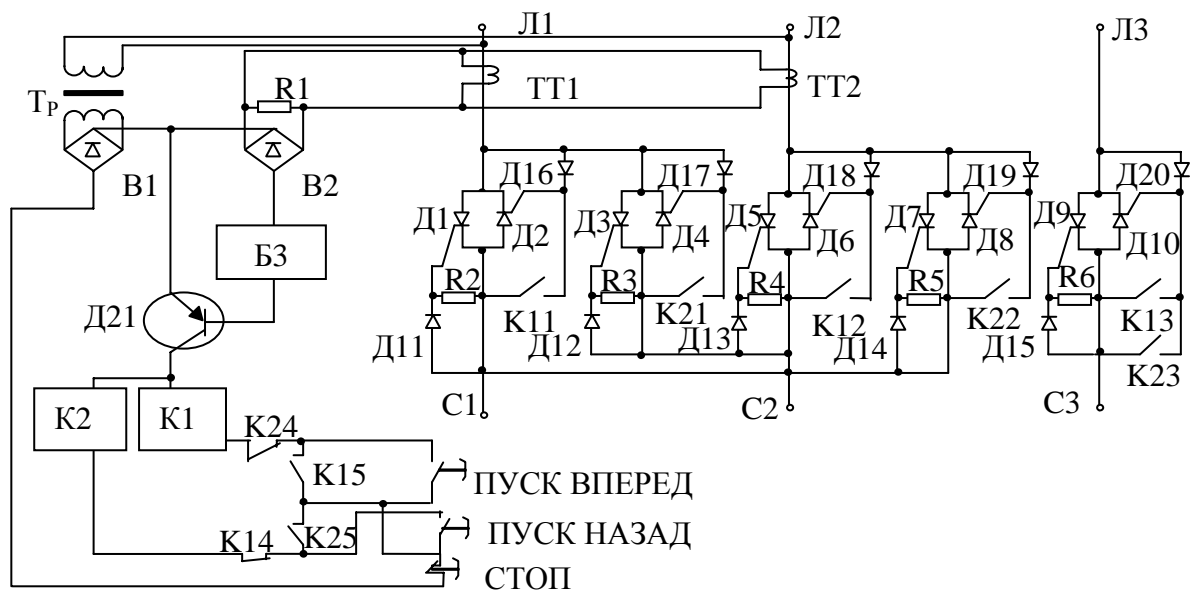 Л1 Л2 Л3
R1
ТР ТТ1 ТТ2
В1 В2
Д16 Д17 Д18 Д19 Д20
Д1 Д3 Д5 Д7 Д9
Д2 Д4 Д6 Д8 Д10
Б3
R2 R3 R4 R5 R6
Д21
К11 К21 К12 К22 К13
Д11 Д12 Д13 Д14 Д15
К23
С1 С2 С3
К2 К1
К24
К15
ПУСК ВПЕРЕД
ПУСК НАЗАД
К14 К25
СТОП